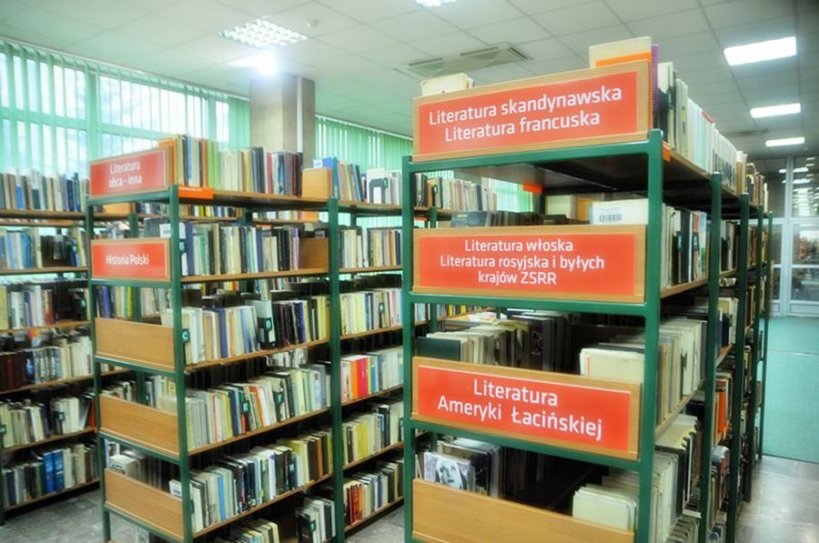 Literatura skandynawska
Literatura francuska
Literatura
obca - inna
Literatura włoska
Literatura rosyjska i byłych
krajów ZSRR
Historia Polski
Literatura
Ameryki Łacińskiej